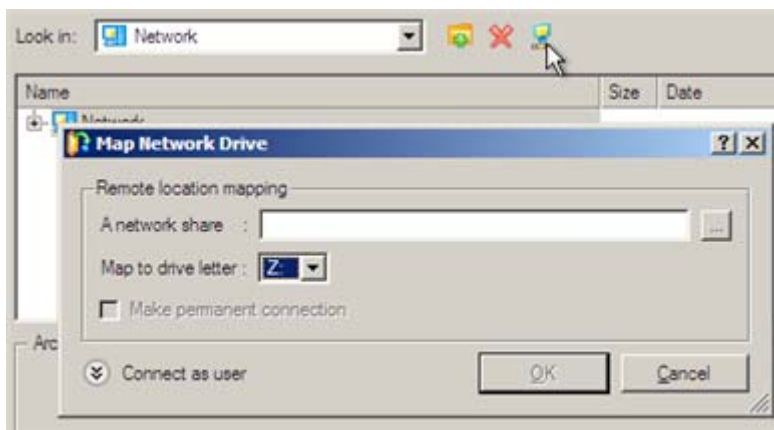 Look in: Network
Name Size Date
Network
Map Network Drive
Remote location mapping
A network share :
...
Map to drive letter : Z:
Make permanent connection
Arc
Connect as user
OK Cancel